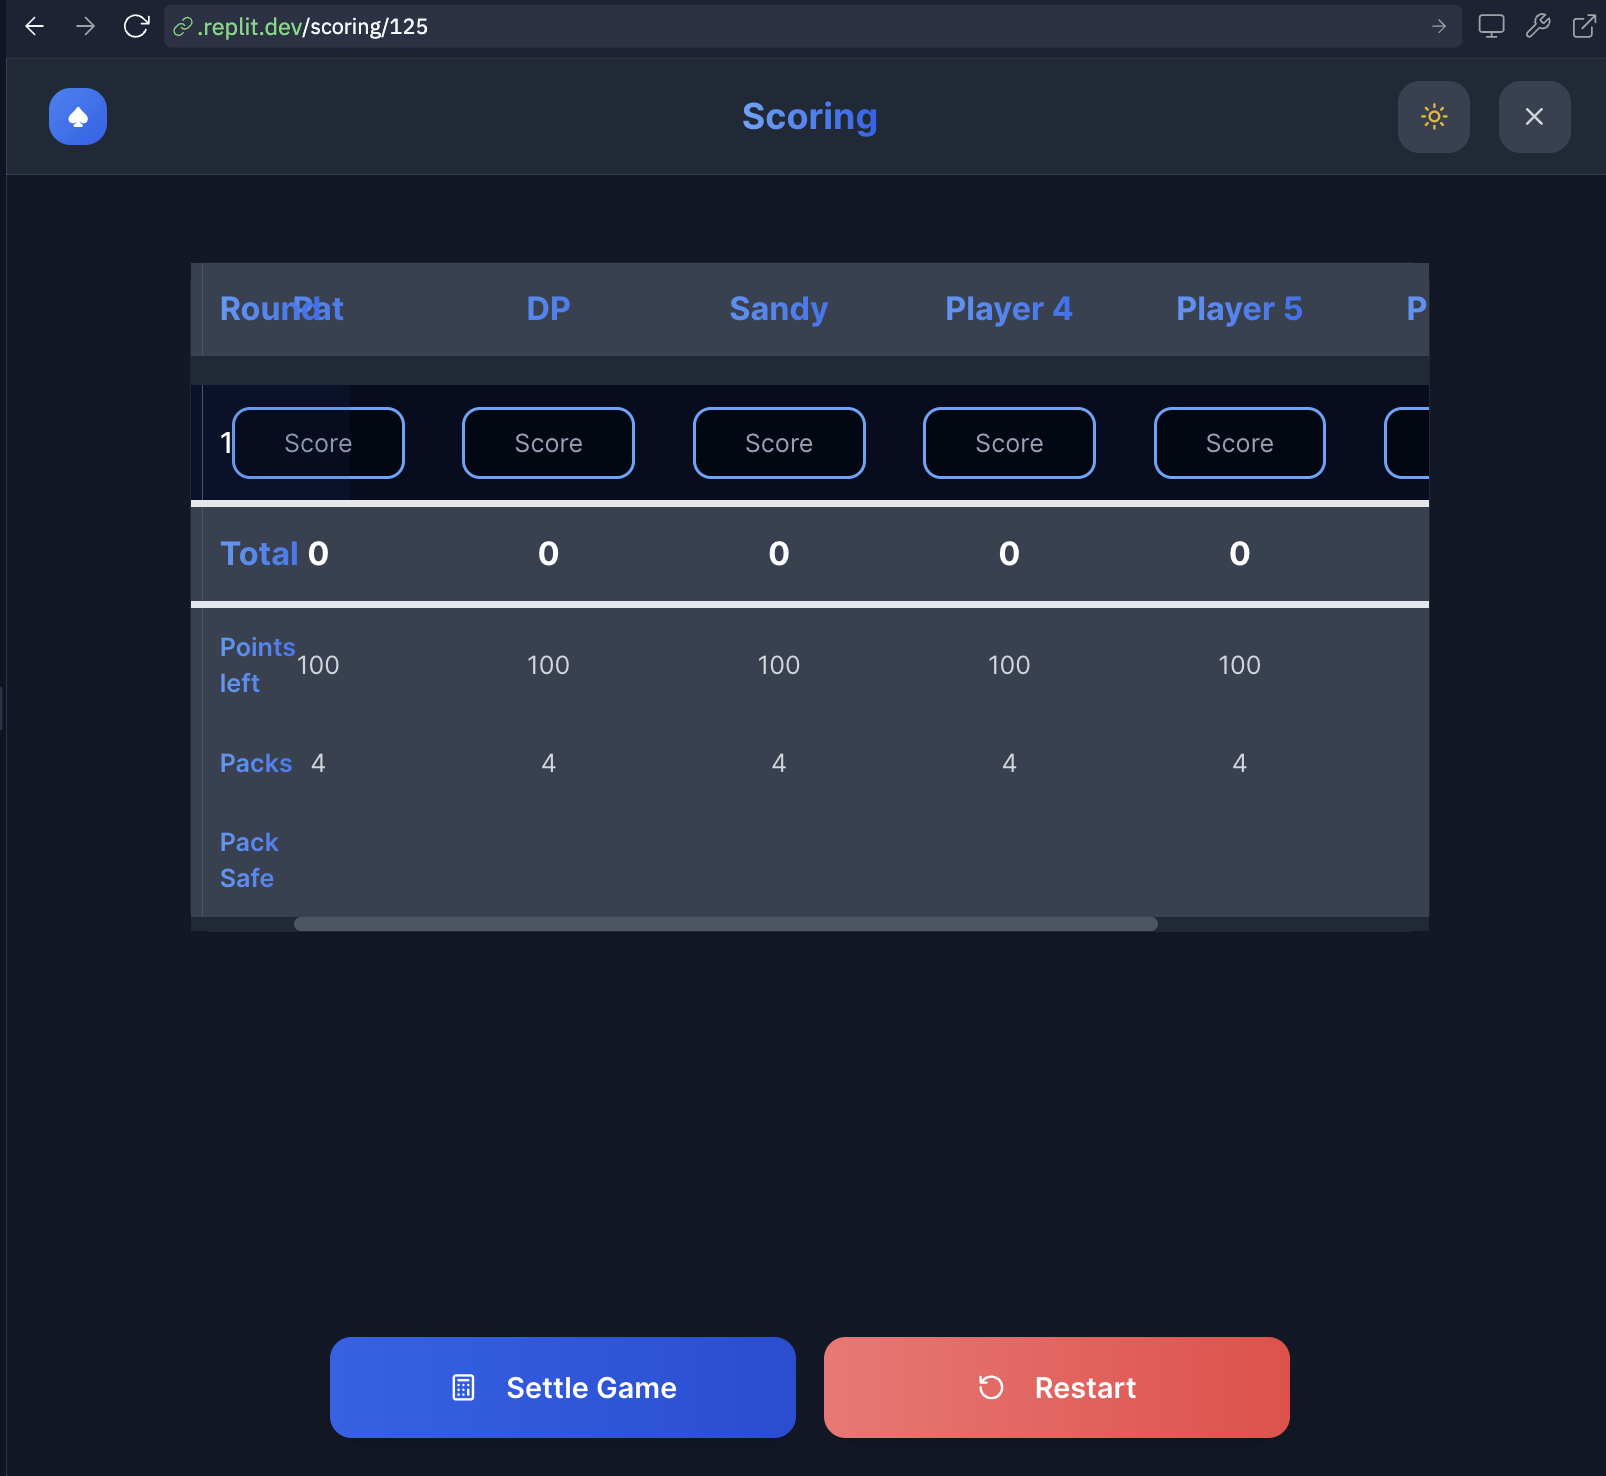 .replit.dev/scoring/125
Scoring
Round Pat DP Sandy Player 4 Player 5 P
1 Score Score Score Score Score
Total 0 0 0 0 0
Points left 100 100 100 100 100
Packs 4 4 4 4 4
Pack Safe
Settle Game Restart